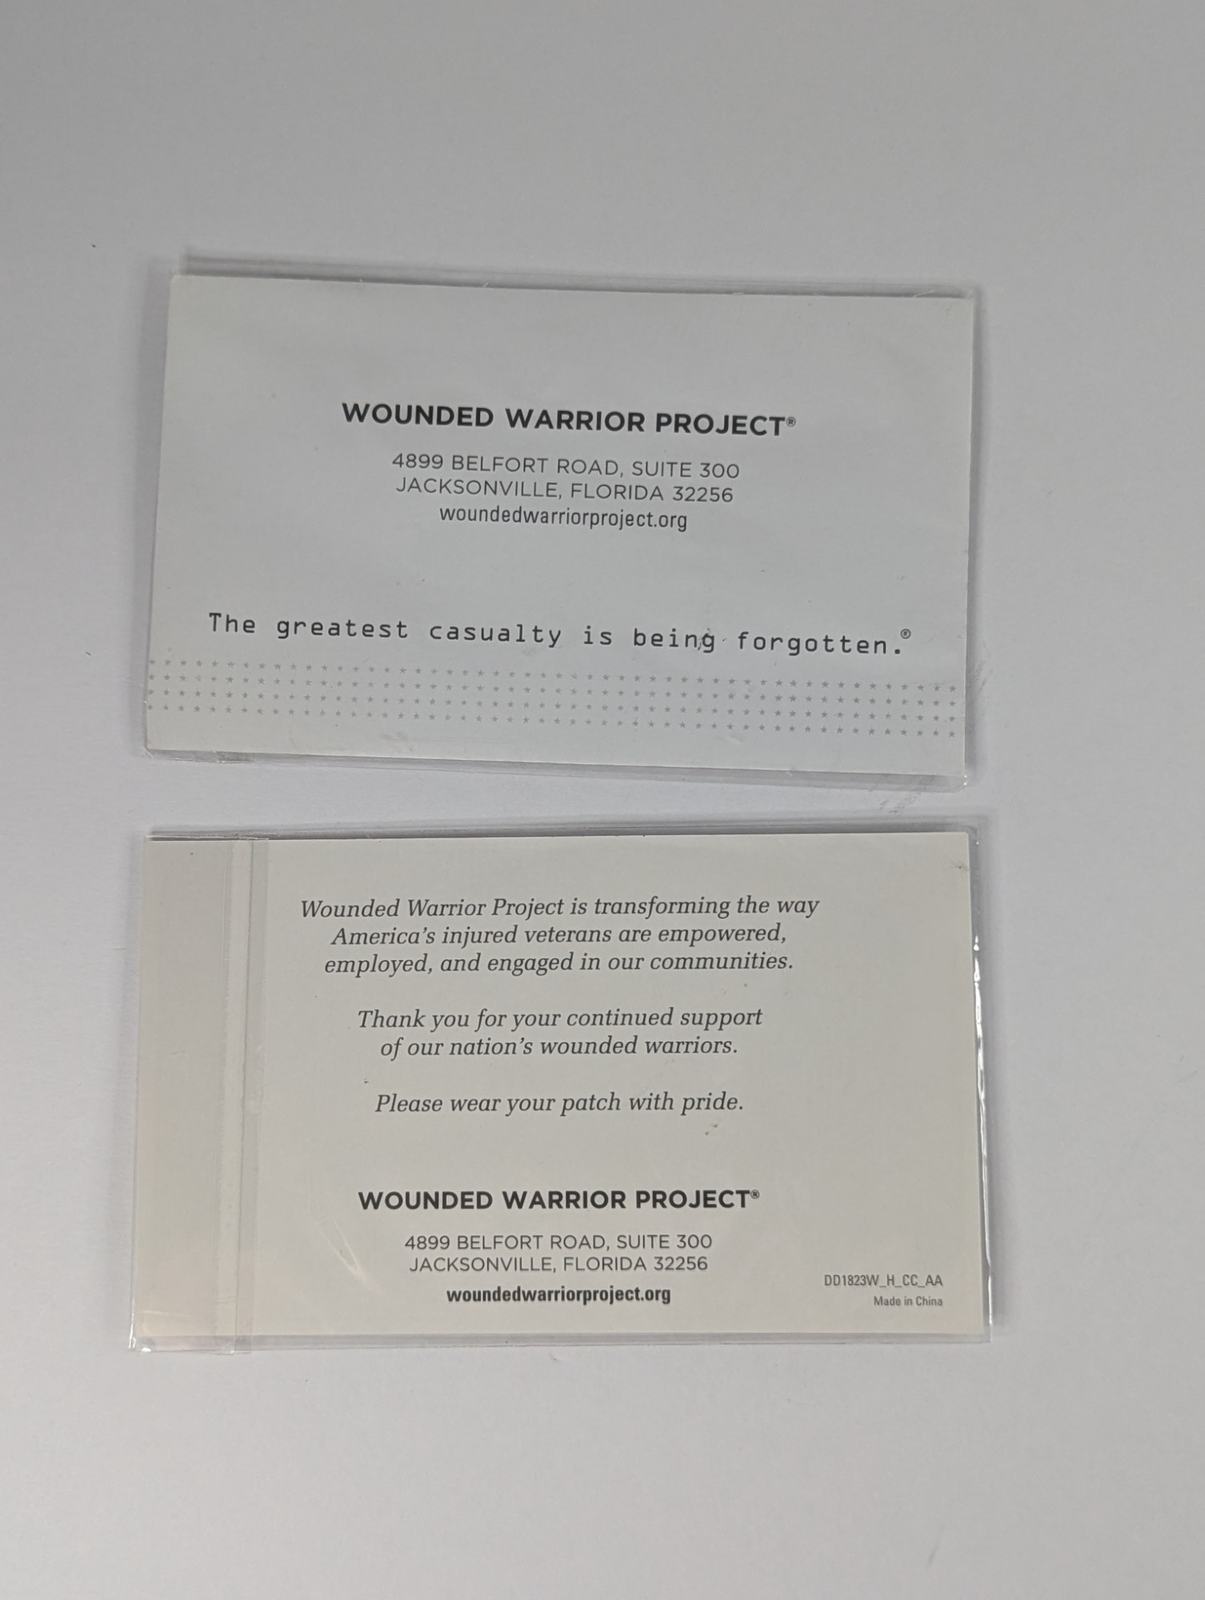 WOUNDED WARRIOR PROJECT®
4899 BELFORT ROAD, SUITE 300
JACKSONVILLE, FLORIDA 32256
woundedwarriorproject.org
The greatest casualty is being forgotten.®
Wounded Warrior Project is transforming the way
America's injured veterans are empowered,
employed, and engaged in our communities.
Thank you for your continued support
of our nation's wounded warriors.
Please wear your patch with pride.
WOUNDED WARRIOR PROJECT®
4899 BELFORT ROAD, SUITE 300
JACKSONVILLE, FLORIDA 32256
woundedwarriorproject.org
DD1823W_H_CC_AA
Made in China